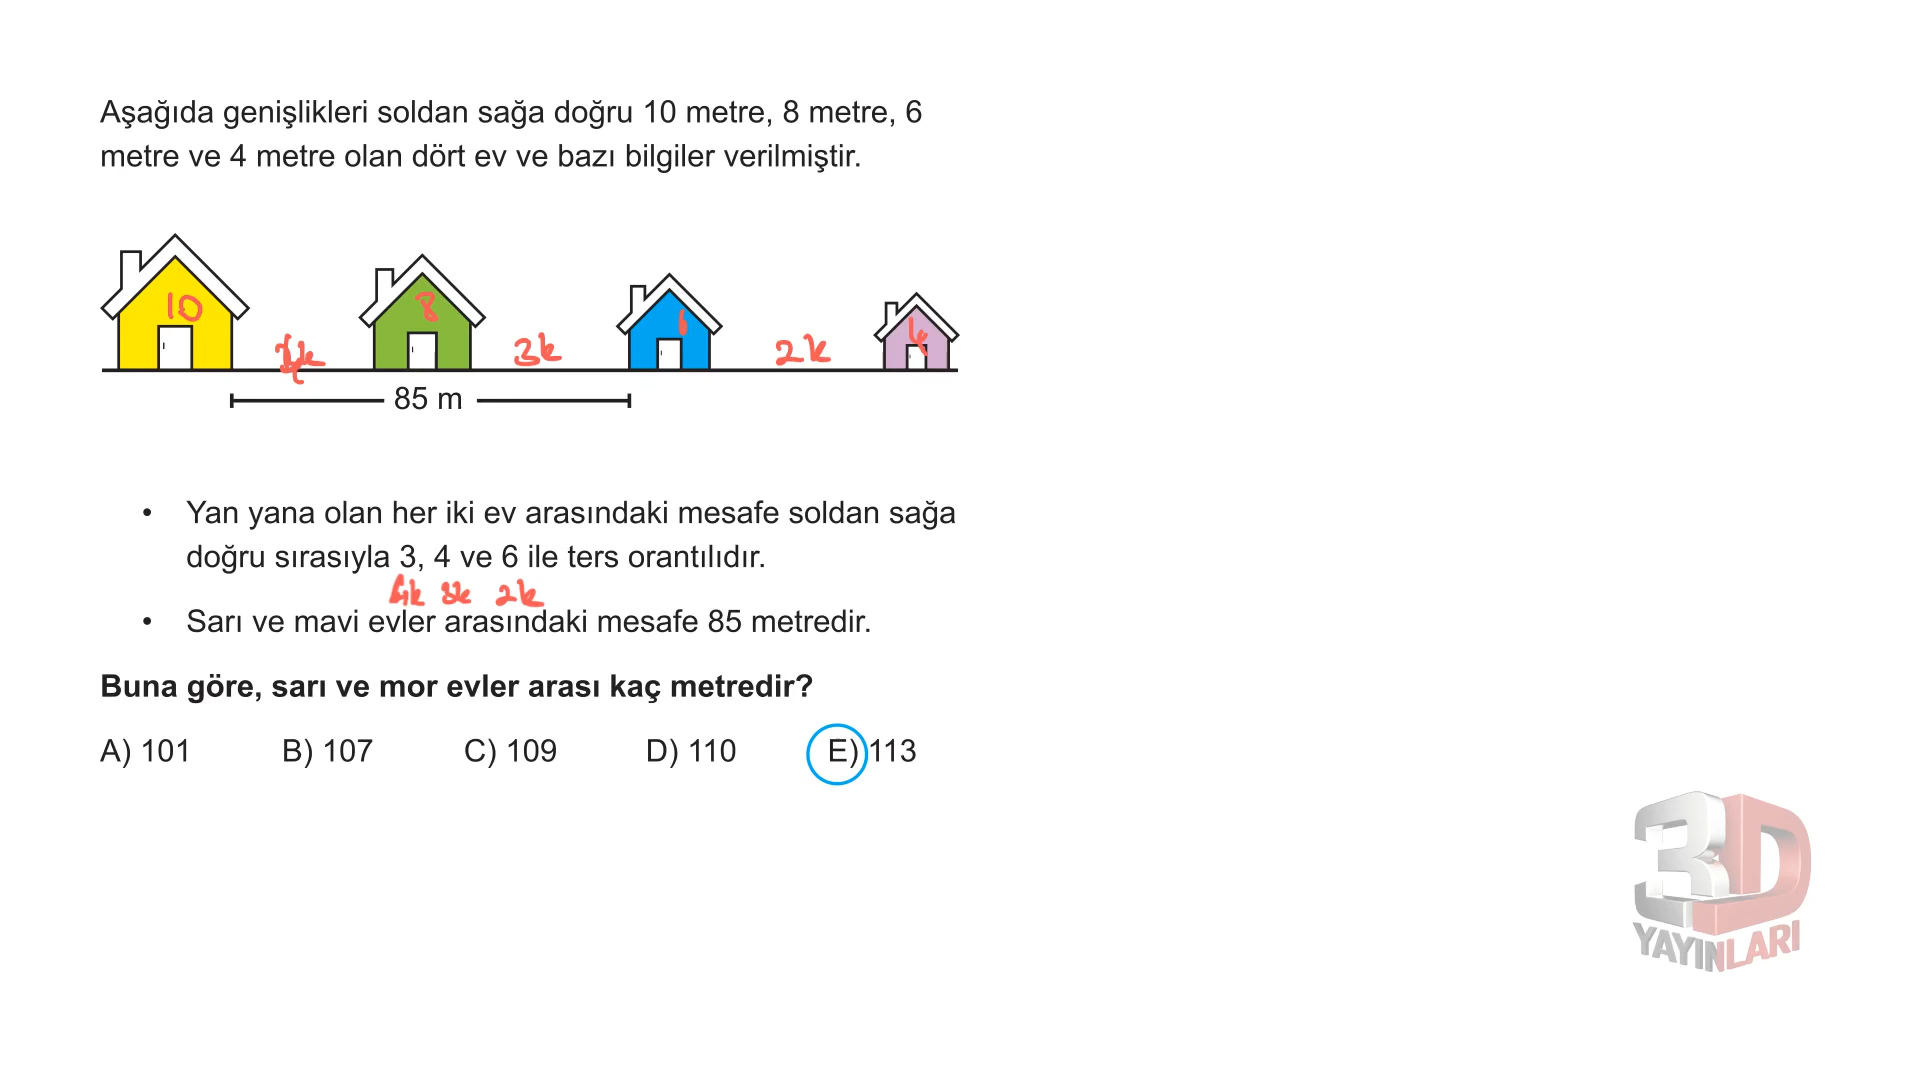 Aşağıda genişlikleri soldan sağa doğru 10 metre, 8 metre, 6
metre ve 4 metre olan dört ev ve bazı bilgiler verilmiştir.
10
8
6
4
4k
3k
2k
85 m
• Yan yana olan her iki ev arasındaki mesafe soldan sağa
doğru sırasıyla 3, 4 ve 6 ile ters orantılıdır.
4k 3k 2k
• Sarı ve mavi evler arasındaki mesafe 85 metredir.
Buna göre, sarı ve mor evler arası kaç metredir?
A) 101 B) 107 C) 109 D) 110 E) 113
3D
YAYINLARI